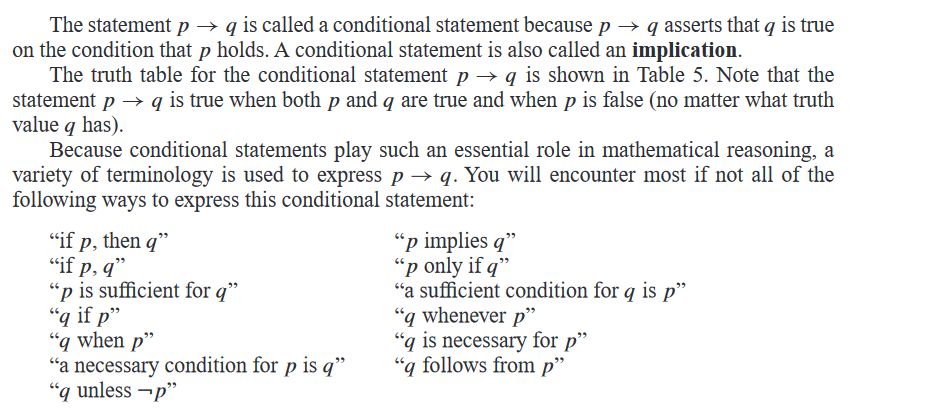 The statement p → q is called a conditional statement because p → q asserts that q is true
on the condition that p holds. A conditional statement is also called an implication.
The truth table for the conditional statement p → q is shown in Table 5. Note that the
statement p → q is true when both p and q are true and when p is false (no matter what truth
value q has).
Because conditional statements play such an essential role in mathematical reasoning, a
variety of terminology is used to express p → q. You will encounter most if not all of the
following ways to express this conditional statement:
“if p, then q”
“if p, q”
“p is sufficient for q”
“q if p”
“q when p”
“a necessary condition for p is q”
“q unless ¬p”
“p implies q”
“p only if q”
“a sufficient condition for q is p”
“q whenever p”
“q is necessary for p”
“q follows from p”